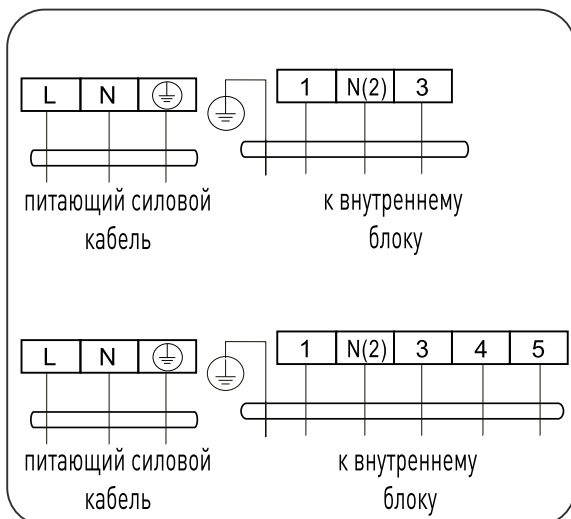 L N 1 N(2) 3
питающий силовой кабель
к внутреннему блоку
L N 1 N(2) 3 4 5
питающий силовой кабель
к внутреннему блоку